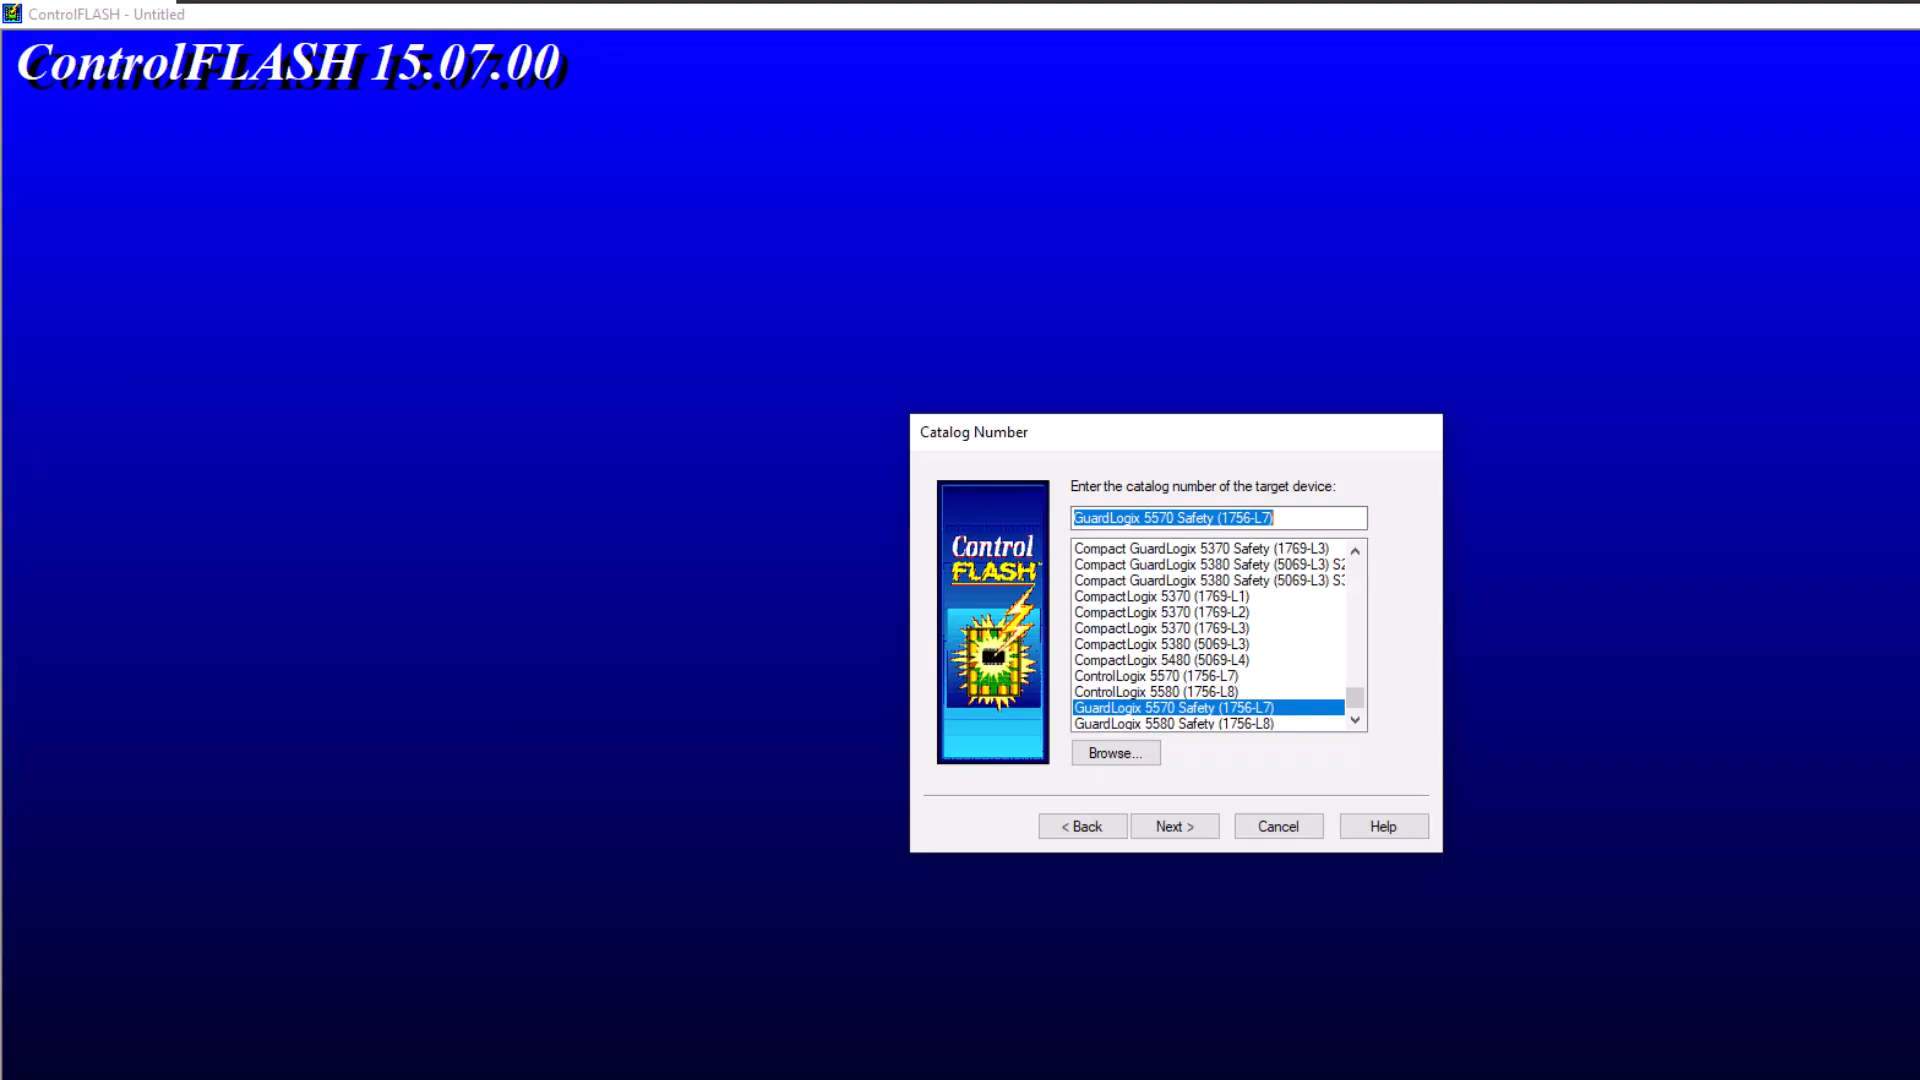 ControlFLASH - Untitled
ControlFLASH 15.07.00
Catalog Number
Enter the catalog number of the target device:
GuardLogix 5570 Safety (1756-L7)
Compact GuardLogix 5370 Safety (1769-L3)
Compact GuardLogix 5380 Safety (5069-L3) S2
Compact GuardLogix 5380 Safety (5069-L3) S3
CompactLogix 5370 (1769-L1)
CompactLogix 5370 (1769-L2)
CompactLogix 5370 (1769-L3)
CompactLogix 5380 (5069-L3)
CompactLogix 5480 (5069-L4)
ControlLogix 5570 (1756-L7)
ControlLogix 5580 (1756-L8)
GuardLogix 5570 Safety (1756-L7)
GuardLogix 5580 Safety (1756-L8)
Control
FLASH
Browse...
< Back
Next >
Cancel
Help